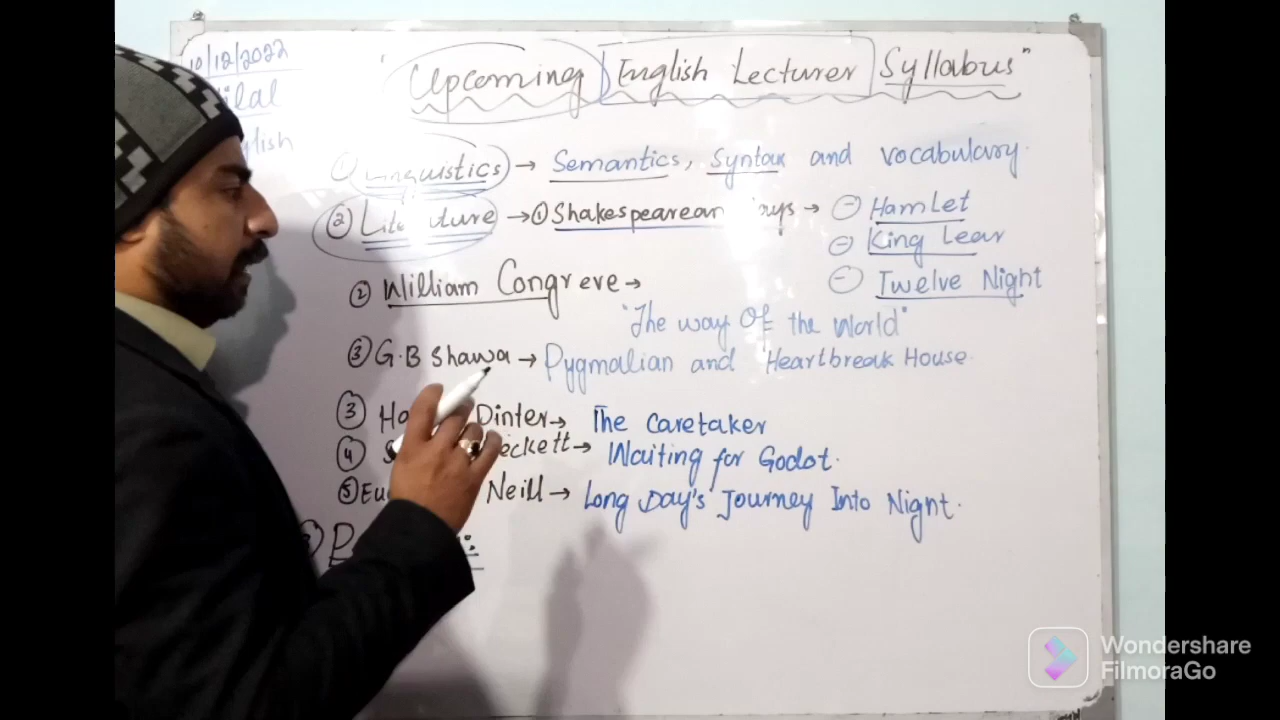 10/12/2022
"Upcoming English Lecturer Syllabus"
① Linguistics → Semantics, Syntax and vocabulary.
② Literature → ① Shakespearean → - Hamlet
- King Lear
- Twelve Night
② William Congreve →
"The way Of the World"
③ G.B Shawa → Pygmalian and Heartbreak House.
③ Dinter → The Caretaker
④ → Waiting for Godot.
⑤ Neill → Long Day's Journey Into Night.
Wondershare
FilmoraGo